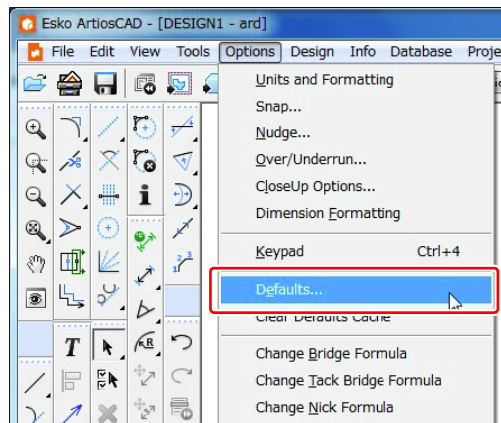 Esko ArtiosCAD - [DESIGN1 - ard]
File Edit View Tools Options Design Info Database Proje
Units and Formatting
Snap...
Nudge...
Over/Underrun...
CloseUp Options...
Dimension Formatting
Keypad Ctrl+4
Defaults...
Clear Defaults Cache
Change Bridge Formula
Change Tack Bridge Formula
Change Nick Formula